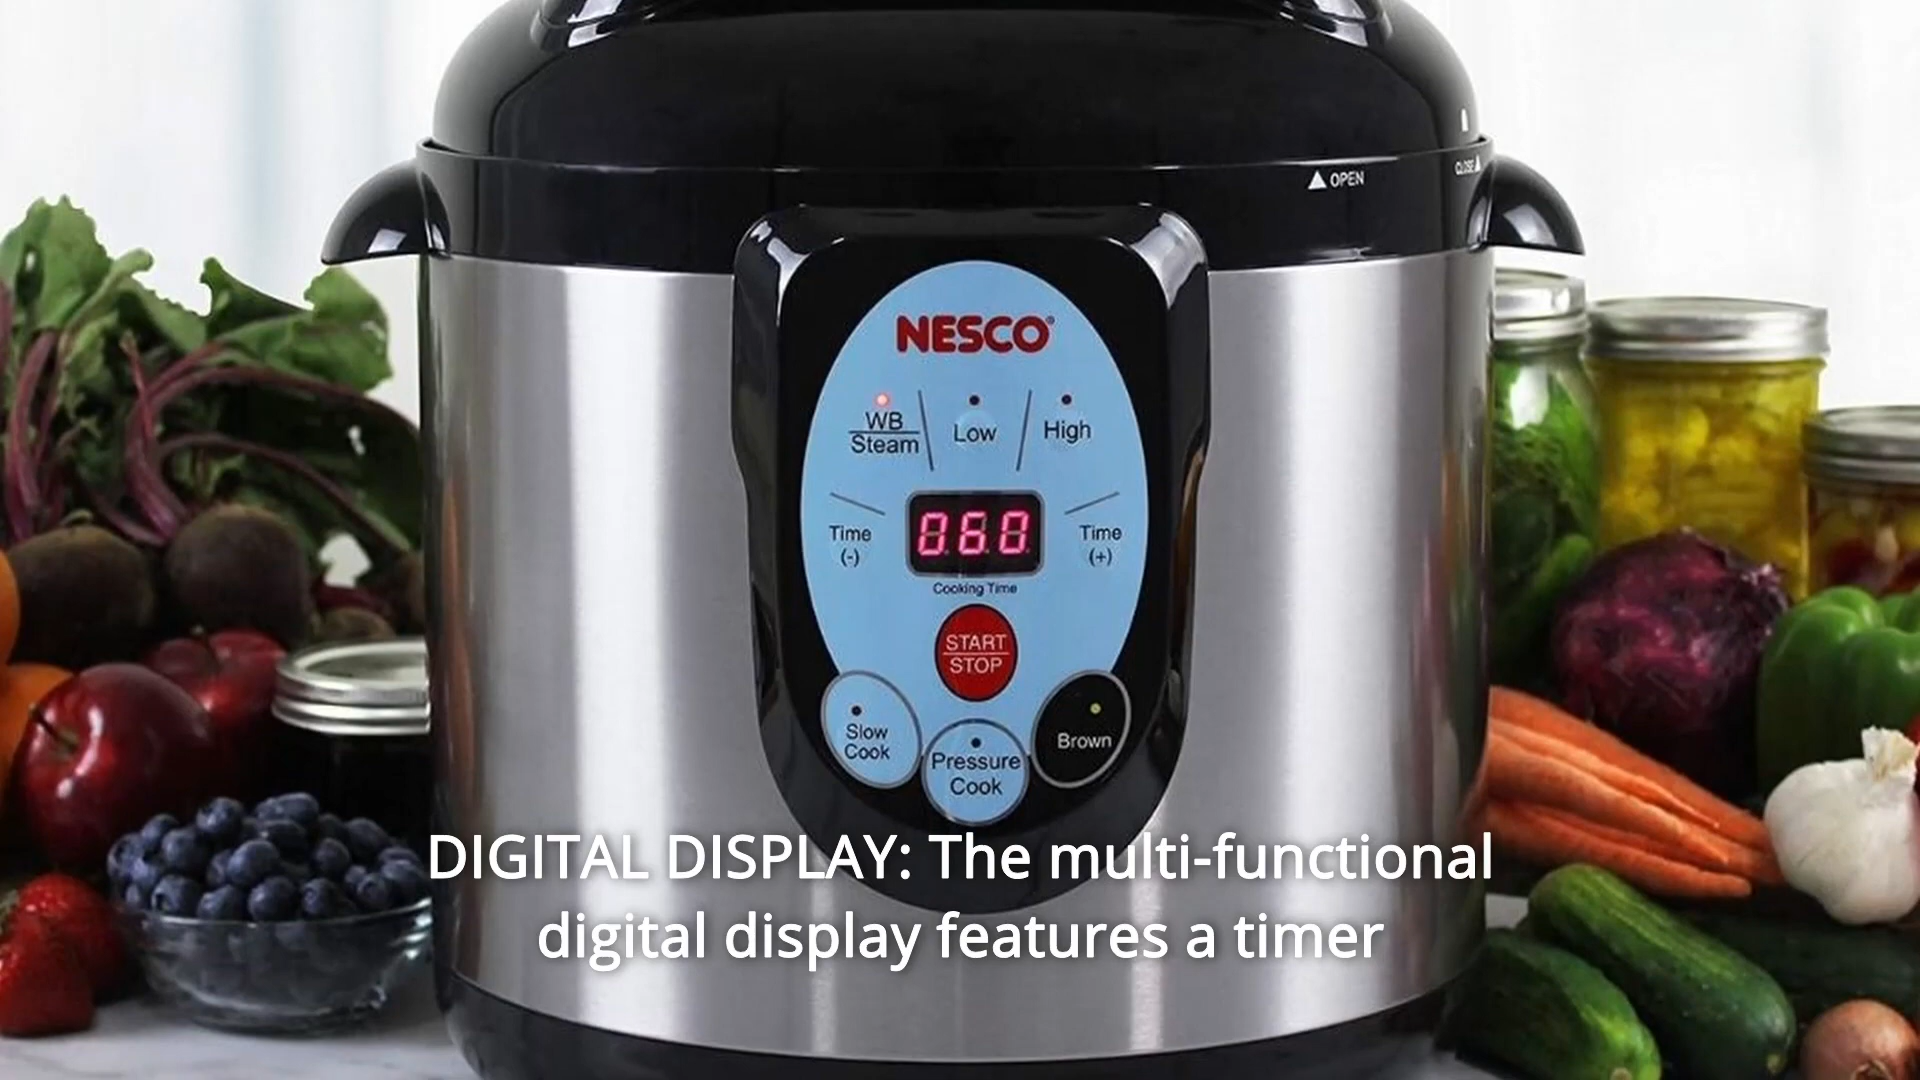 OPEN
CLOSE
NESCO®
WB
Steam
Low
High
Time
(-)
060
Time
(+)
Cooking Time
START
STOP
Slow
Cook
Pressure
Cook
Brown
DIGITAL DISPLAY: The multi-functional
digital display features a timer